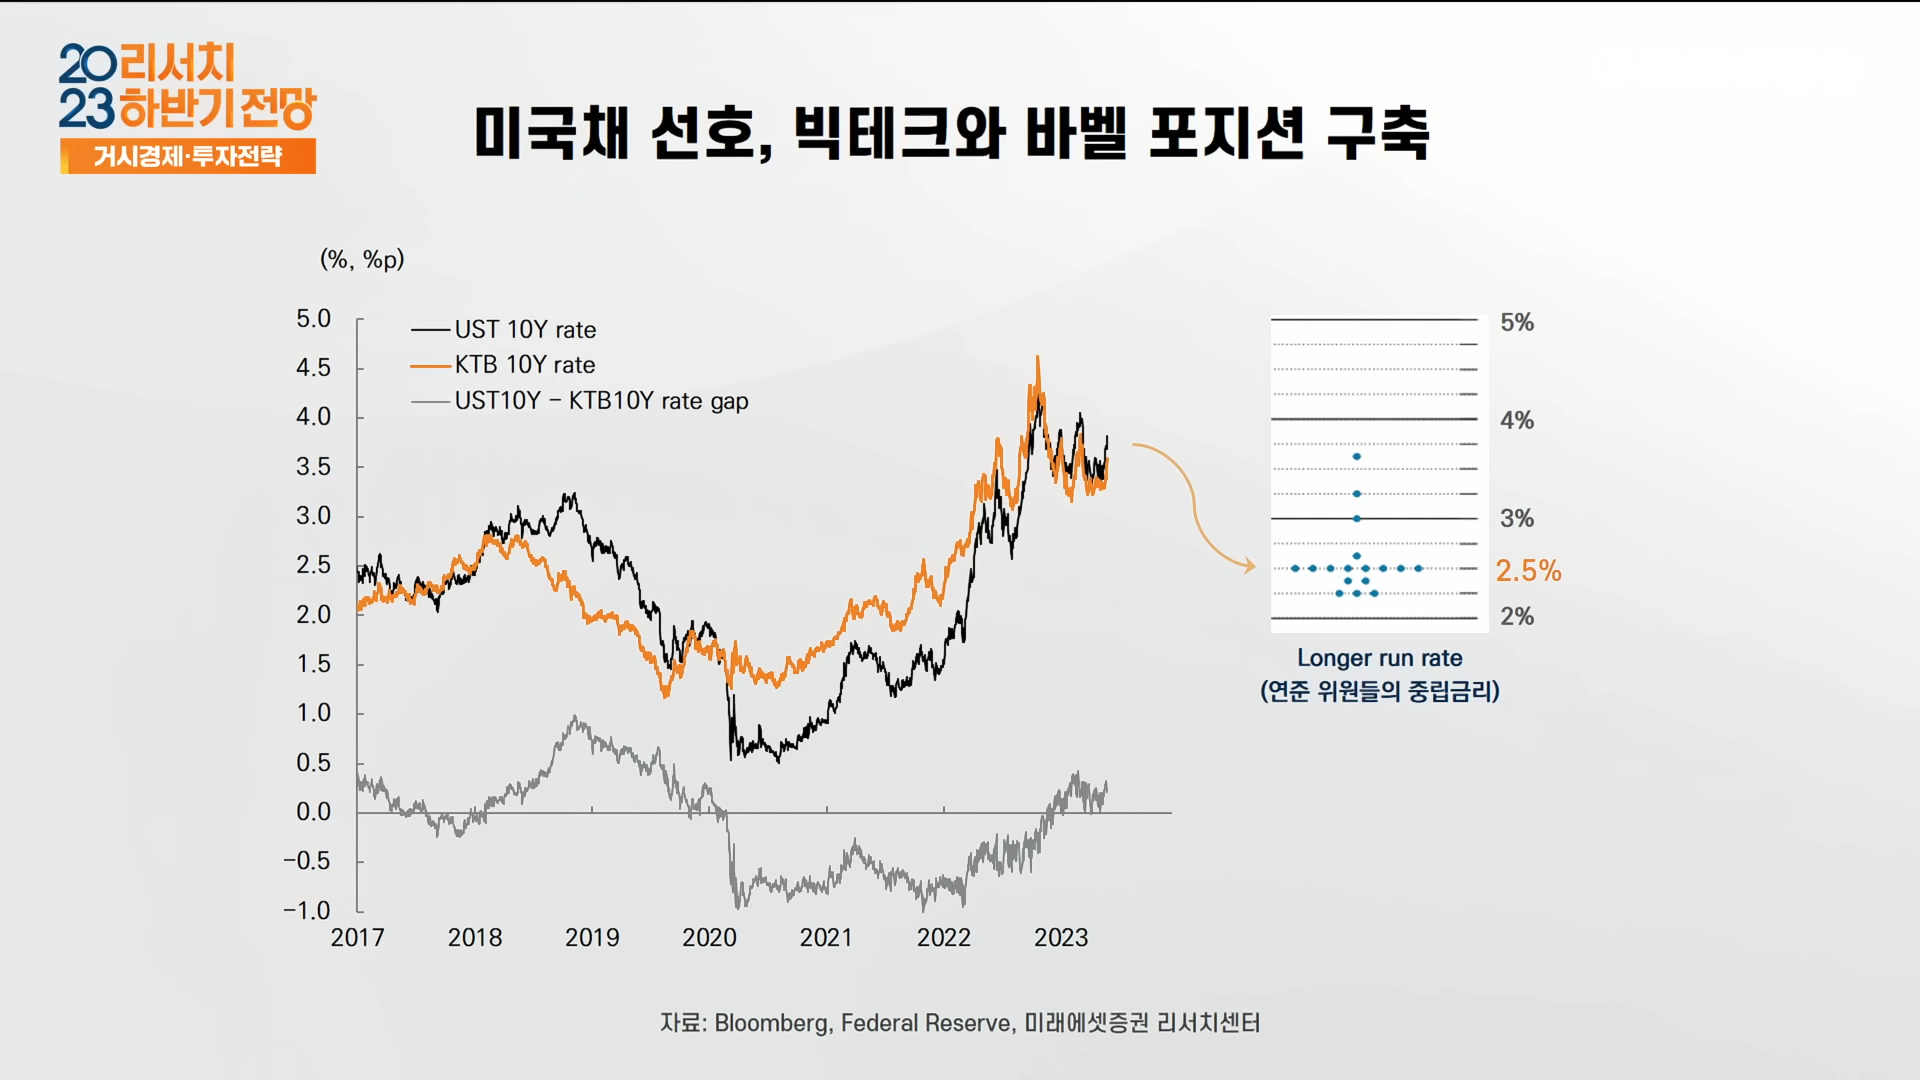 2023 리서치
하반기 전망
거시경제·투자전략
미국채 선호, 빅테크와 바벨 포지션 구축
(%, %p)
5.0
4.5
4.0
3.5
3.0
2.5
2.0
1.5
1.0
0.5
0.0
−0.5
−1.0
UST 10Y rate
KTB 10Y rate
UST10Y − KTB10Y rate gap
2017 2018 2019 2020 2021 2022 2023
5%
4%
3%
2.5%
2%
Longer run rate
(연준 위원들의 중립금리)
자료: Bloomberg, Federal Reserve, 미래에셋증권 리서치센터